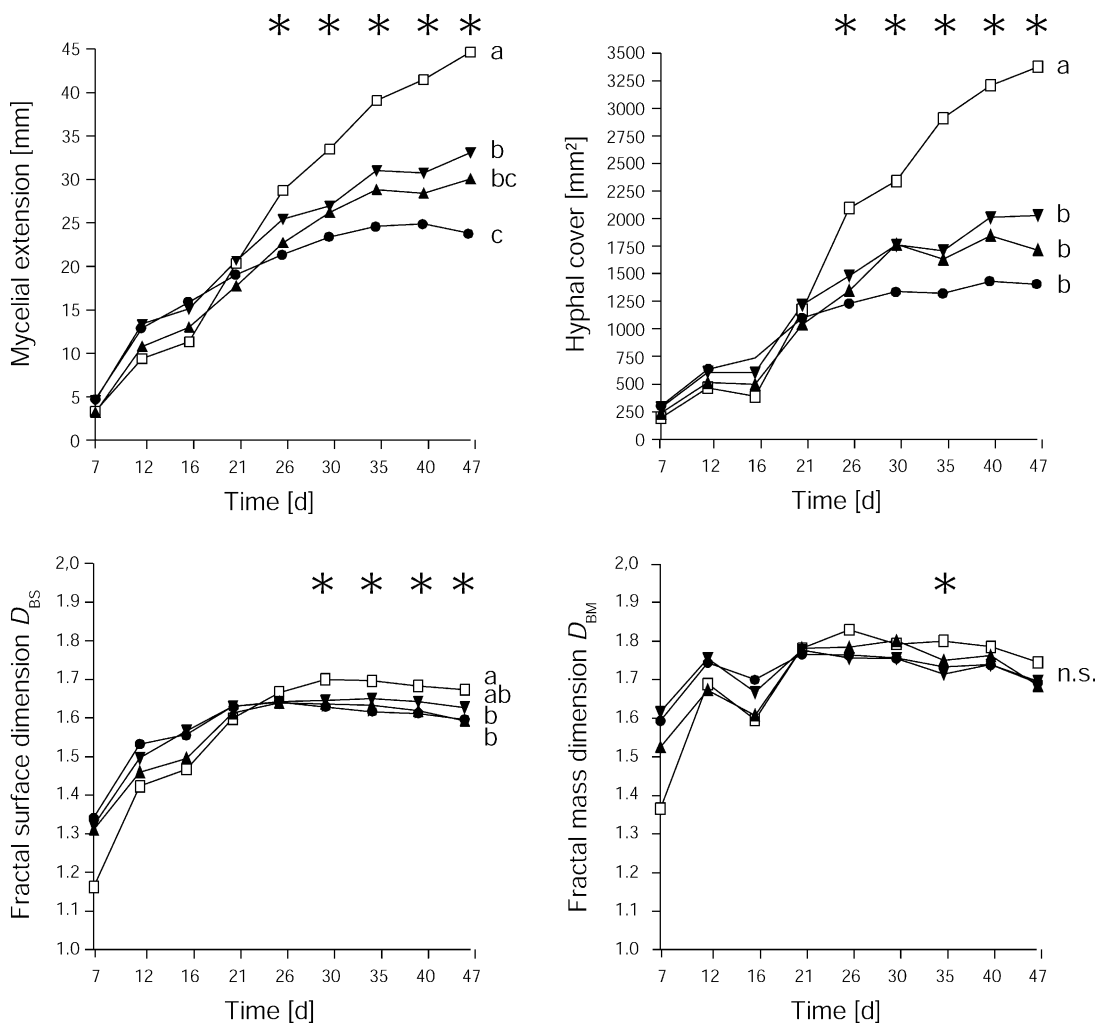 * * * * *
45
40
35
30
25
20
15
10
5
0
Mycelial extension [mm]
a
b
bc
c
7 12 16 21 26 30 35 40 47
Time [d]
* * * * *
3500
3250
3000
2750
2500
2250
2000
1750
1500
1250
1000
750
500
250
0
Hyphal cover [mm²]
a
b
b
b
7 12 16 21 26 30 35 40 47
Time [d]
* * * *
2,0
1.9
1.8
1.7
1.6
1.5
1.4
1.3
1.2
1.1
1.0
Fractal surface dimension D_BS
a
ab
b
b
7 12 16 21 26 30 35 40 47
Time [d]
*
2,0
1.9
1.8
1.7
1.6
1.5
1.4
1.3
1.2
1.1
1.0
Fractal mass dimension D_BM
n.s.
7 12 16 21 26 30 35 40 47
Time [d]